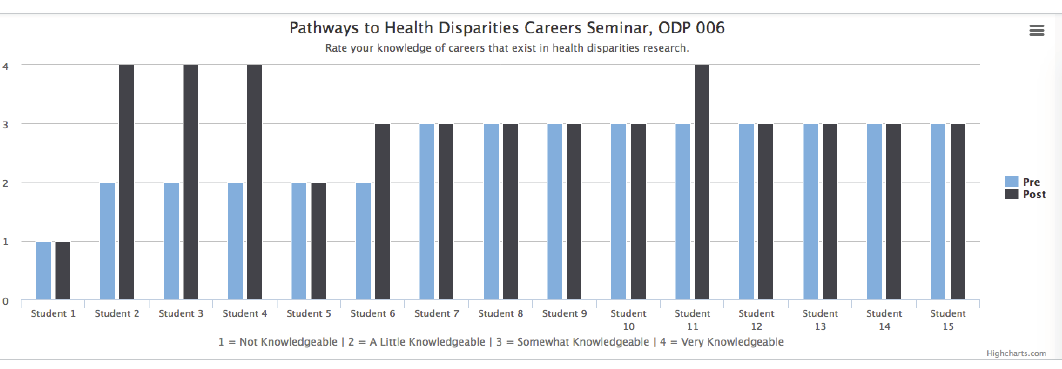 Pathways to Health Disparities Careers Seminar, ODP 006
Rate your knowledge of careers that exist in health disparities research.
4
3
2
1
0
Pre
Post
Student 1
Student 2
Student 3
Student 4
Student 5
Student 6
Student 7
Student 8
Student 9
Student
10
Student
11
Student
12
Student
13
Student
14
Student
15
1 = Not Knowledgeable | 2 = A Little Knowledgeable | 3 = Somewhat Knowledgeable | 4 = Very Knowledgeable
Highcharts.com